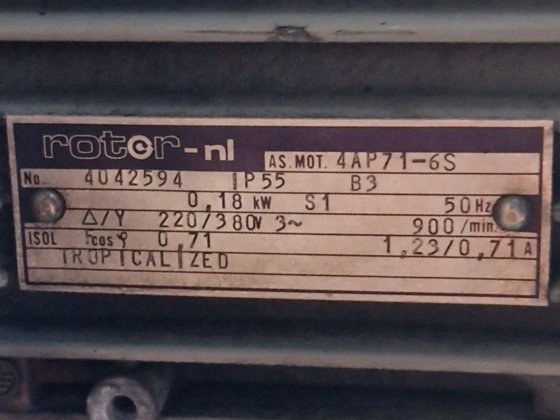 rotor-nl AS.MOT. 4AP71-6S
No. 4042594 IP55 B3
0,18 kW S1 50Hz
Δ/Y 220/380V 3~ 900/min.
ISOL F cos φ 0,71 1,23/0,71 A
TROPICALIZED